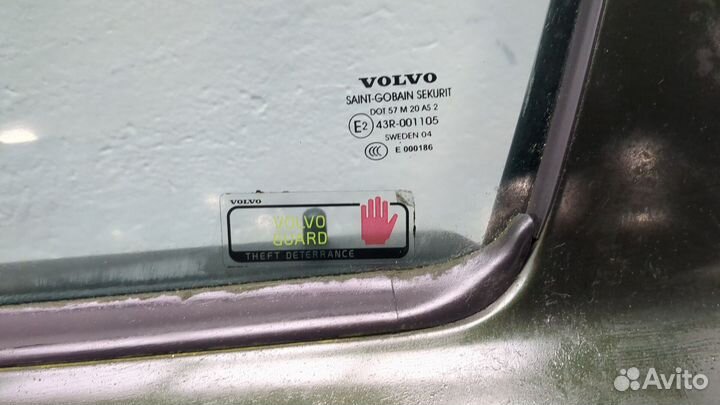 VOLVO
SAINT-GOBAIN SEKURIT
DOT 57 M 20 AS 2
E2 43R-001105
SWEDEN 04
CCC E 000186
VOLVO
VOLVO
GUARD
THEFT DETERRANCE
Avito